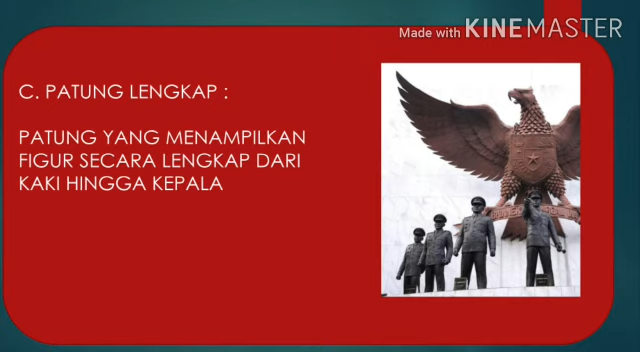 Made with KINEMASTER
C. PATUNG LENGKAP :
PATUNG YANG MENAMPILKAN
FIGUR SECARA LENGKAP DARI
KAKI HINGGA KEPALA